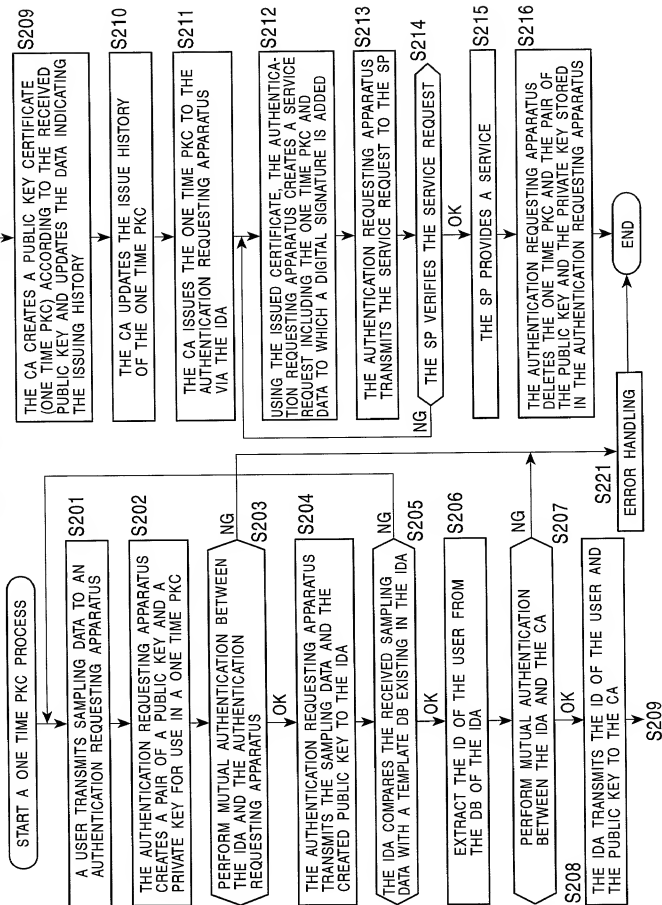 START A ONE TIME PKC PROCESS
S201
A USER TRANSMITS SAMPLING DATA TO AN
AUTHENTICATION REQUESTING APPARATUS
S202
THE AUTHENTICATION REQUESTING APPARATUS
CREATES A PAIR OF A PUBLIC KEY AND A
PRIVATE KEY FOR USE IN A ONE TIME PKC
NG
S203
PERFORM MUTUAL AUTHENTICATION BETWEEN
THE IDA AND THE AUTHENTICATION
REQUESTING APPARATUS
OK
S204
THE AUTHENTICATION REQUESTING APPARATUS
TRANSMITS THE SAMPLING DATA AND THE
CREATED PUBLIC KEY TO THE IDA
NG
S205
THE IDA COMPARES THE RECEIVED SAMPLING
DATA WITH A TEMPLATE DB EXISTING IN THE IDA
OK
S206
EXTRACT THE ID OF THE USER FROM
THE DB OF THE IDA
NG
S207
PERFORM MUTUAL AUTHENTICATION
BETWEEN THE IDA AND THE CA
OK
S208
THE IDA TRANSMITS THE ID OF THE USER AND
THE PUBLIC KEY TO THE CA
S209
S209
THE CA CREATES A PUBLIC KEY CERTIFICATE
(ONE TIME PKC) ACCORDING TO THE RECEIVED
PUBLIC KEY AND UPDATES THE DATA INDICATING
THE ISSUING HISTORY
S210
THE CA UPDATES THE ISSUE HISTORY
OF THE ONE TIME PKC
S211
THE CA ISSUES THE ONE TIME PKC TO THE
AUTHENTICATION REQUESTING APPARATUS
VIA THE IDA
S212
USING THE ISSUED CERTIFICATE, THE AUTHENTICA-
TION REQUESTING APPARATUS CREATES A SERVICE
REQUEST INCLUDING THE ONE TIME PKC AND
DATA TO WHICH A DIGITAL SIGNATURE IS ADDED
S213
THE AUTHENTICATION REQUESTING APPARATUS
TRANSMITS THE SERVICE REQUEST TO THE SP
NG
S214
THE SP VERIFIES THE SERVICE REQUEST
OK
S215
THE SP PROVIDES A SERVICE
S216
THE AUTHENTICATION REQUESTING APPARATUS
DELETES THE ONE TIME PKC AND THE PAIR OF
THE PUBLIC KEY AND THE PRIVATE KEY STORED
IN THE AUTHENTICATION REQUESTING APPARATUS
S221
ERROR HANDLING
END